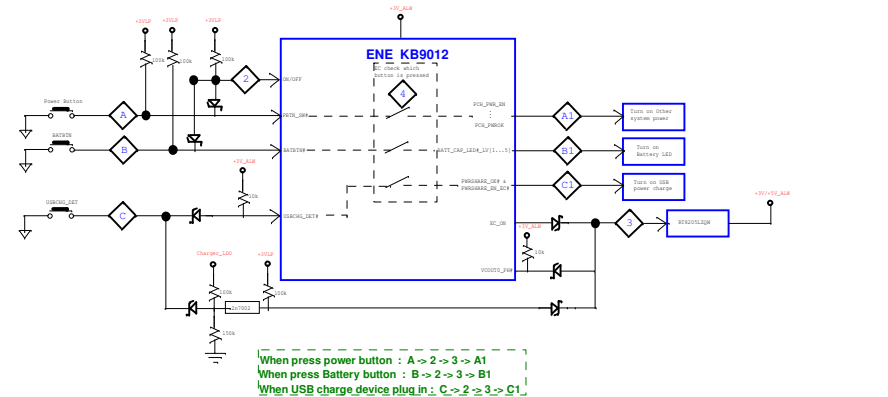 +3V_ALW
+3VLP
+3VLP
+3VLP
100k
100k
100k
ENE KB9012
EC check which
button is pressed
4
2
ON/OFF
Power Button
A
PBTN_SW#
PCH_PWR_EN
PCH_PWROK
A1
Turn on Other
system power
BATBTN
B
BATBTN#
BATT_CAP_LED#_LV[1...5]
B1
Turn on
Battery LED
+3V_ALW
10k
PWRSHARE_OE# &
PWRSHARE_EN_EC#
C1
Turn on USB
power charge
USBCHG_DET
C
USBCHG_DET#
EC_ON
3
+3V/+5V_ALW
+3V_ALW
10k
VCOUT0_PH#
Charger_LDO
+3VLP
100k
100k
2n7002
150k
When press power button : A -> 2 -> 3 -> A1
When press Battery button : B -> 2 -> 3 -> B1
When USB charge device plug in : C -> 2 -> 3 -> C1